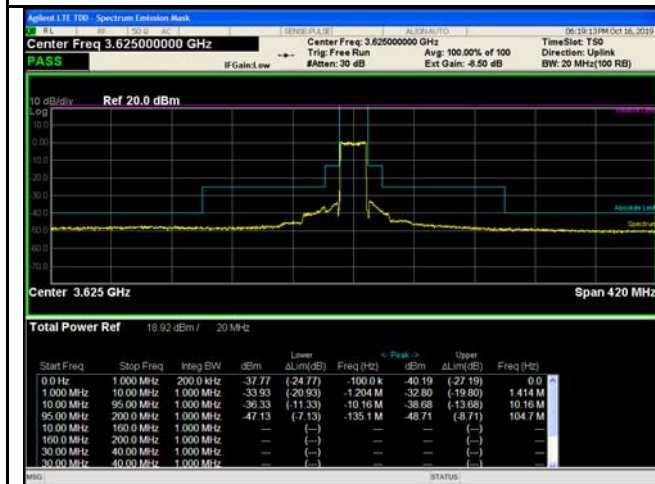 Agilent LTE TDD - Spectrum Emission Mask
RL RF 50 Ω AC SENSE:PULSE ALIGN AUTO 06:19:13PM Oct 16, 2019
Center Freq 3.625000000 GHz Center Freq: 3.625000000 GHz TimeSlot: TS0
Trig: Free Run Avg: 100.00% of 100 Direction: Uplink
PASS IFGain:Low #Atten: 30 dB Ext Gain: -8.50 dB BW: 20 MHz(100 RB)
10 dB/div Ref 20.0 dBm
Log
10.0
0.00
10.0
20.0
30.0
40.0
Absolute Limit
Spectrum
60.0
70.0
Center 3.625 GHz Span 420 MHz
Total Power Ref 18.92 dBm / 20 MHz
Lower <- Peak -> Upper
Start Freq Stop Freq Integ BW dBm ΔLim(dB) Freq (Hz) dBm ΔLim(dB) Freq (Hz)
0.0 Hz 1.000 MHz 200.0 kHz -37.77 (-24.77) -100.0 k -40.19 (-27.19) 0.0
1.000 MHz 10.00 MHz 1.000 MHz -33.93 (-20.93) -1.204 M -32.80 (-19.80) 1.414 M
10.00 MHz 95.00 MHz 1.000 MHz -36.33 (-11.33) -10.16 M -38.68 (-13.68) 10.16 M
95.00 MHz 200.0 MHz 1.000 MHz -47.13 (-7.13) -135.1 M -48.71 (-8.71) 104.7 M
10.00 MHz 160.0 MHz 1.000 MHz --- (---) --- (---)
160.0 MHz 200.0 MHz 1.000 MHz --- (---) --- (---)
30.00 MHz 40.00 MHz 1.000 MHz --- (---) --- (---)
30.00 MHz 40.00 MHz 1.000 MHz --- (---) --- (---)
MSG STATUS